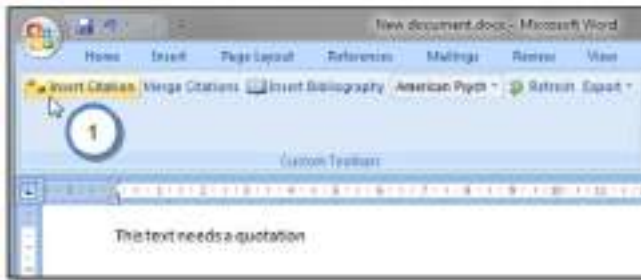 New document.docx - Microsoft Word
Home Insert Page Layout References Mailings Review View
Insert Citation Merge Citations Insert Bibliography American Psych Refresh Export
1
Custom Toolbars
This text needs a quotation